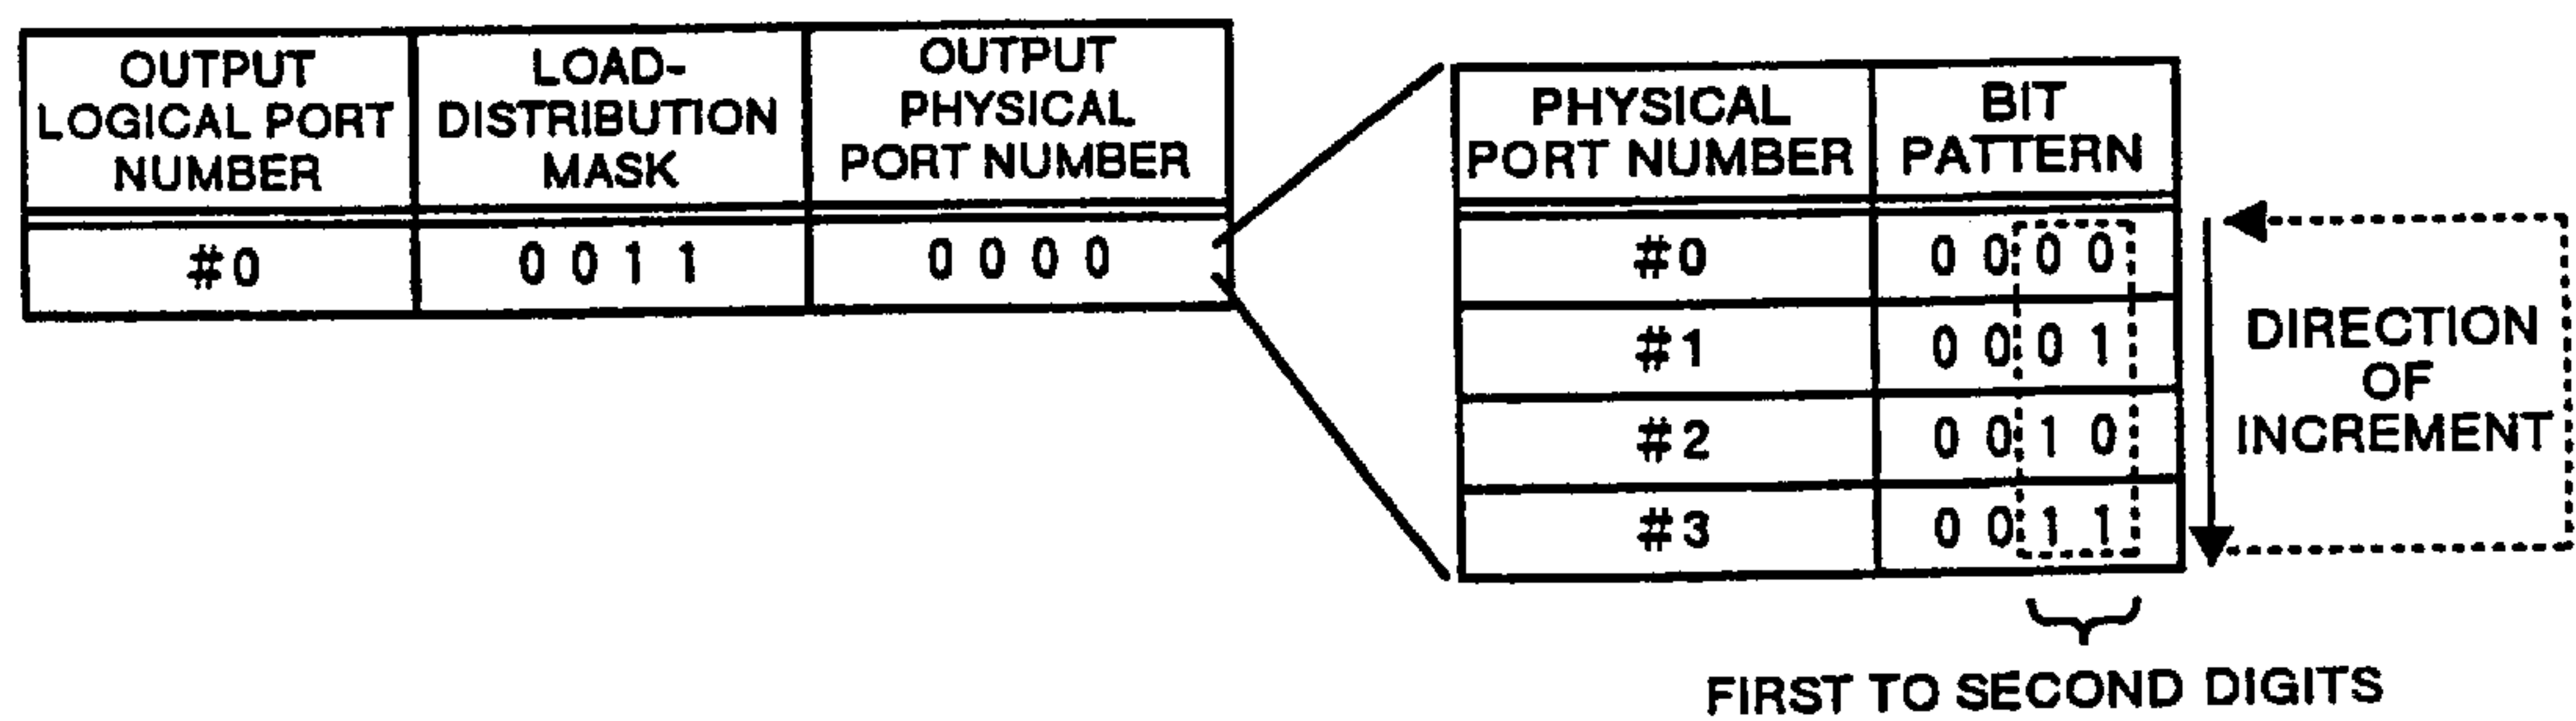 OUTPUT
LOGICAL PORT
NUMBER
LOAD-
DISTRIBUTION
MASK
OUTPUT
PHYSICAL
PORT NUMBER
#0
0 0 1 1
0 0 0 0
PHYSICAL
PORT NUMBER
BIT
PATTERN
#0
0 0 0 0
#1
0 0 0 1
#2
0 0 1 0
#3
0 0 1 1
DIRECTION
OF
INCREMENT
FIRST TO SECOND DIGITS